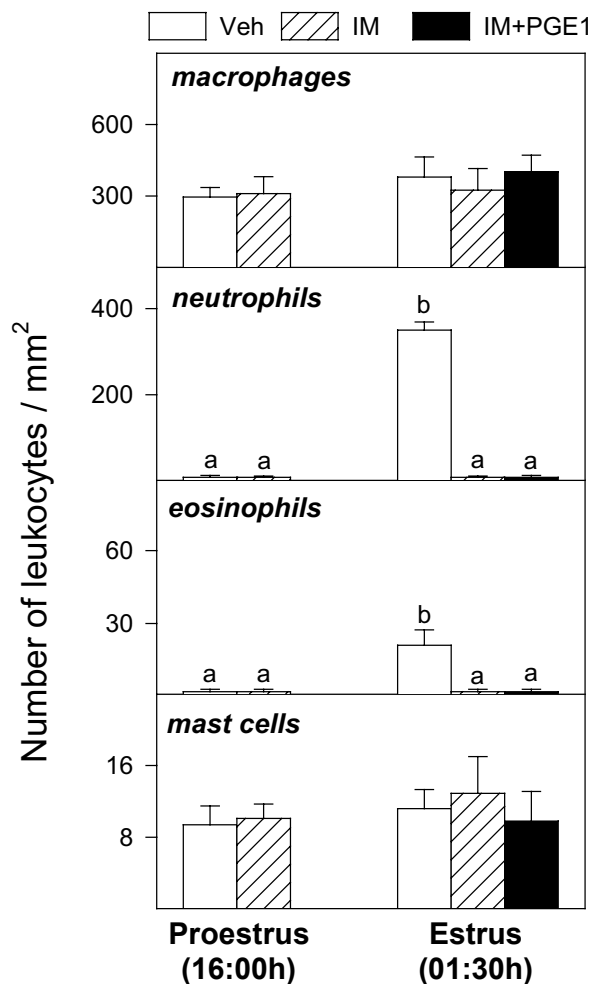 Veh IM IM+PGE1
macrophages
600
300
neutrophils
400
b
200
a a a a
eosinophils
60
30
b
a a a a
mast cells
16
8
Number of leukocytes / mm²
Proestrus Estrus
(16:00h) (01:30h)